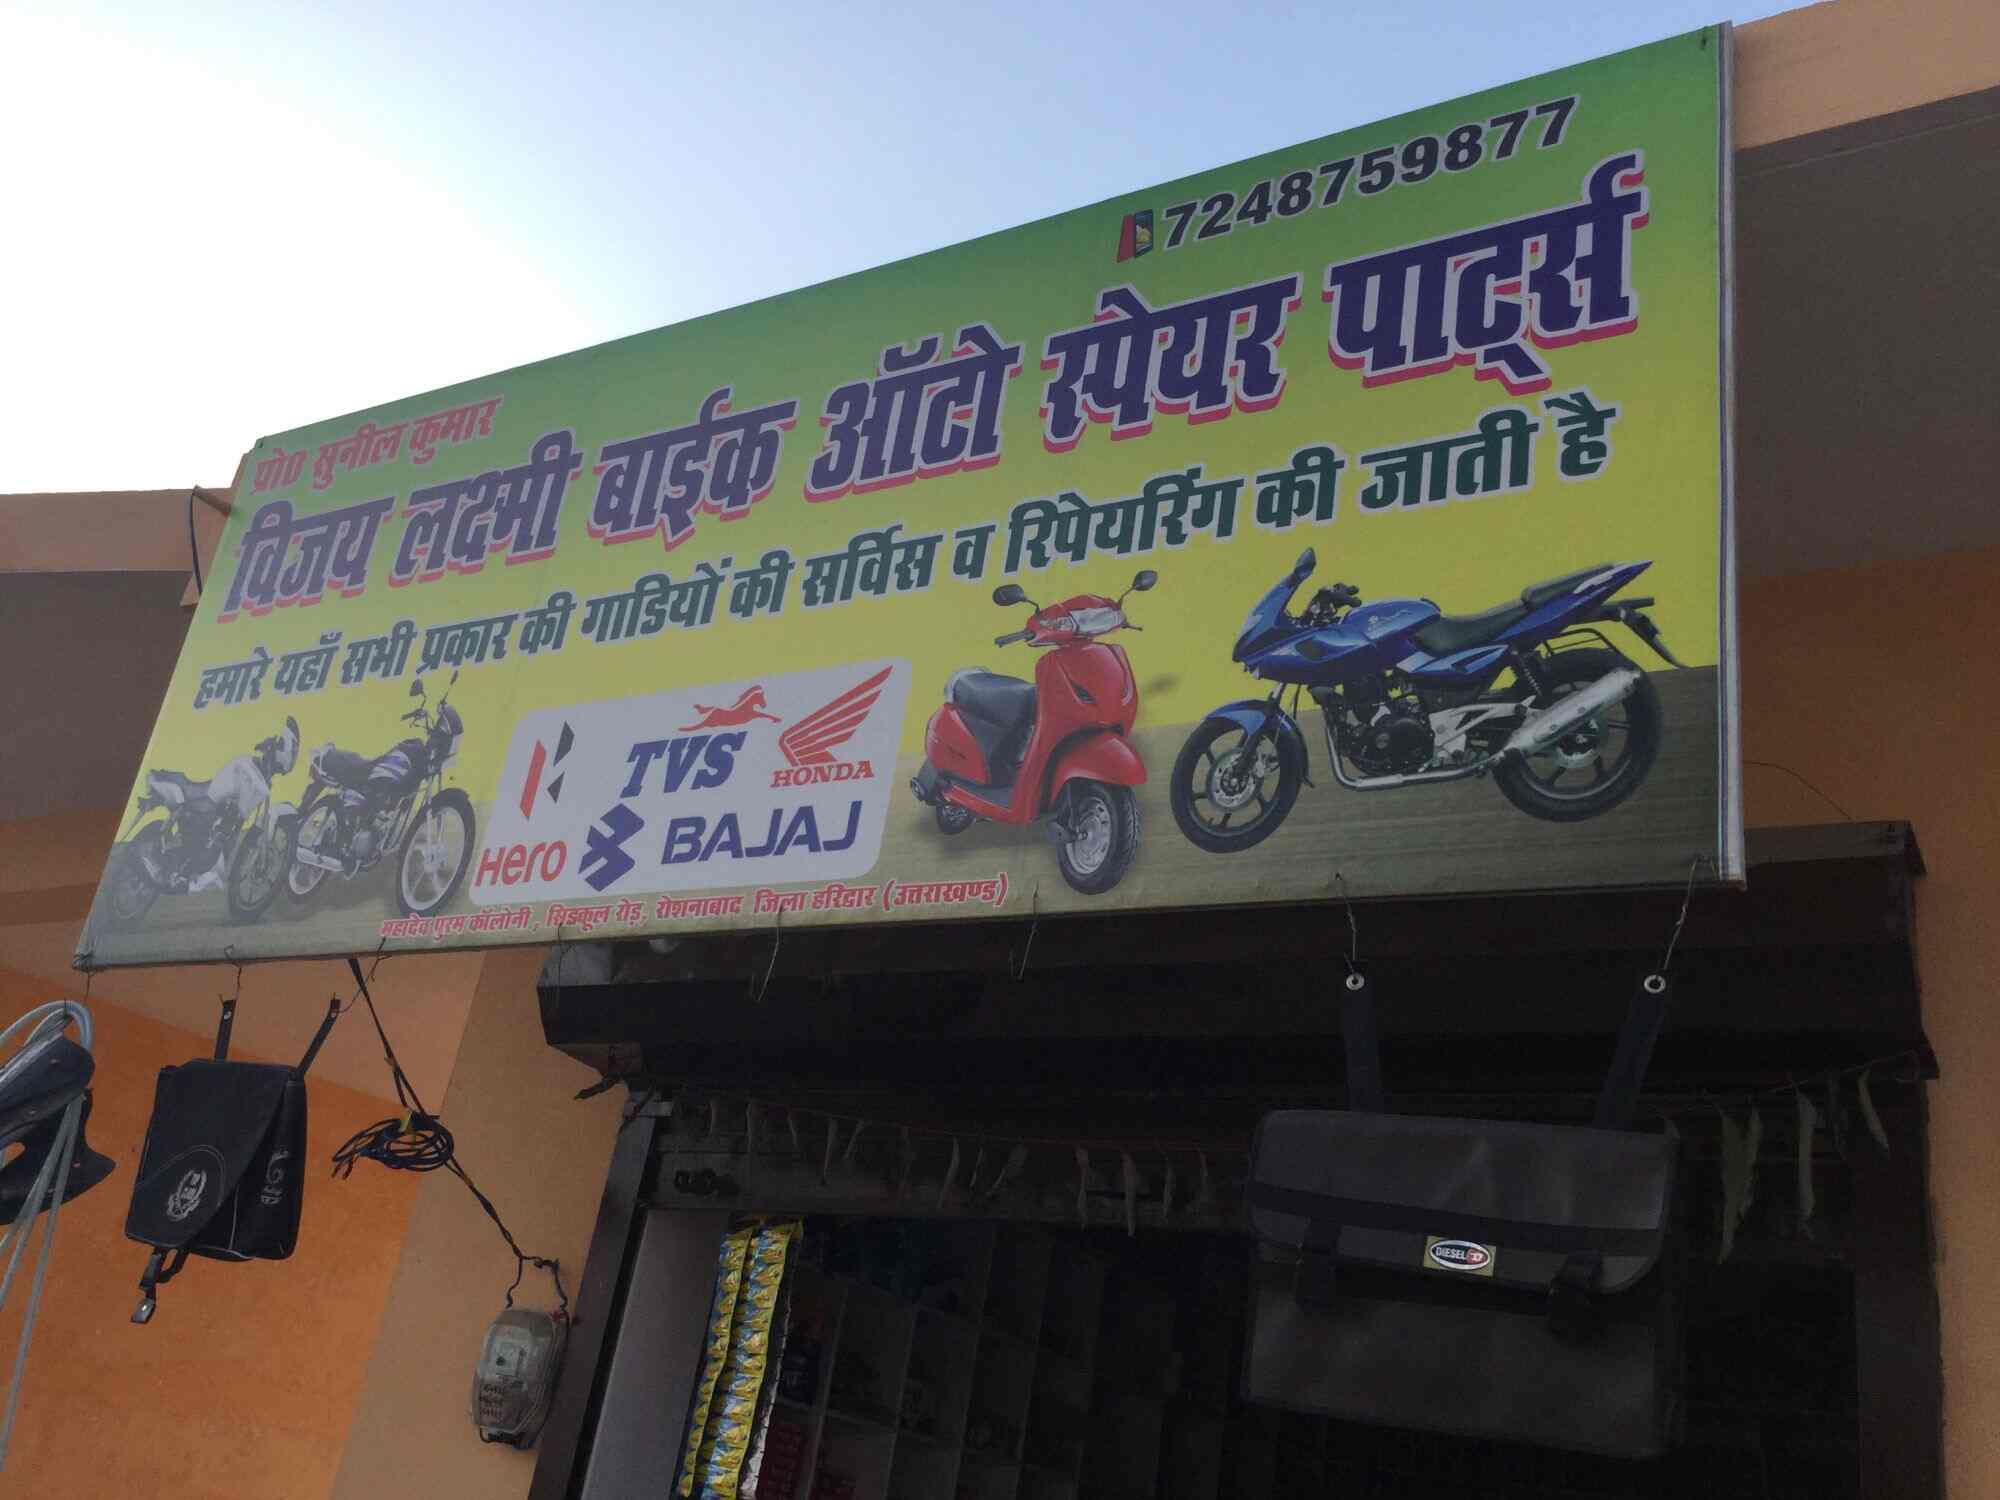 7248759877
प्रो० सुनील कुमार
विजय लक्ष्मी बाईक ऑटो स्पेयर पार्ट्स
हमारे यहाँ सभी प्रकार की गाडियों की सर्विस व रिपेयरिंग की जाती है
TVS
HONDA
Hero
BAJAJ
महादेव पुरम कॉलोनी, सिडकूल रोड़, रोशनाबाद जिला हरिद्वार (उत्तराखण्ड)
DIESEL